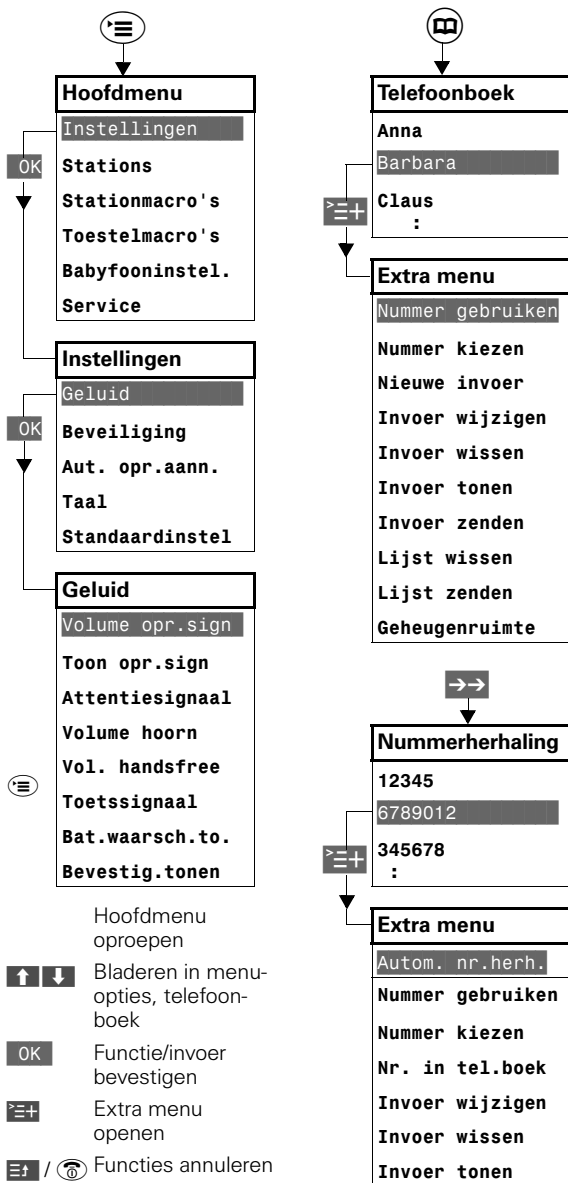 Hoofdmenu
Instellingen
OK
Stations
Stationmacro's
Toestelmacro's
Babyfooninstel.
Service
Instellingen
Geluid
OK
Beveiliging
Aut. opr.aann.
Taal
Standaardinstel
Geluid
Volume opr.sign
Toon opr.sign
Attentiesignaal
Volume hoorn
Vol. handsfree
Toetssignaal
Bat.waarsch.to.
Bevestig.tonen
Hoofdmenu
oproepen
Bladeren in menu-
opties, telefoon-
boek
OK Functie/invoer
bevestigen
Extra menu
openen
/ Functies annuleren
Telefoonboek
Anna
Barbara
Claus
:
Extra menu
Nummer gebruiken
Nummer kiezen
Nieuwe invoer
Invoer wijzigen
Invoer wissen
Invoer tonen
Invoer zenden
Lijst wissen
Lijst zenden
Geheugenruimte
Nummerherhaling
12345
6789012
345678
:
Extra menu
Autom. nr.herh.
Nummer gebruiken
Nummer kiezen
Nr. in tel.boek
Invoer wijzigen
Invoer wissen
Invoer tonen